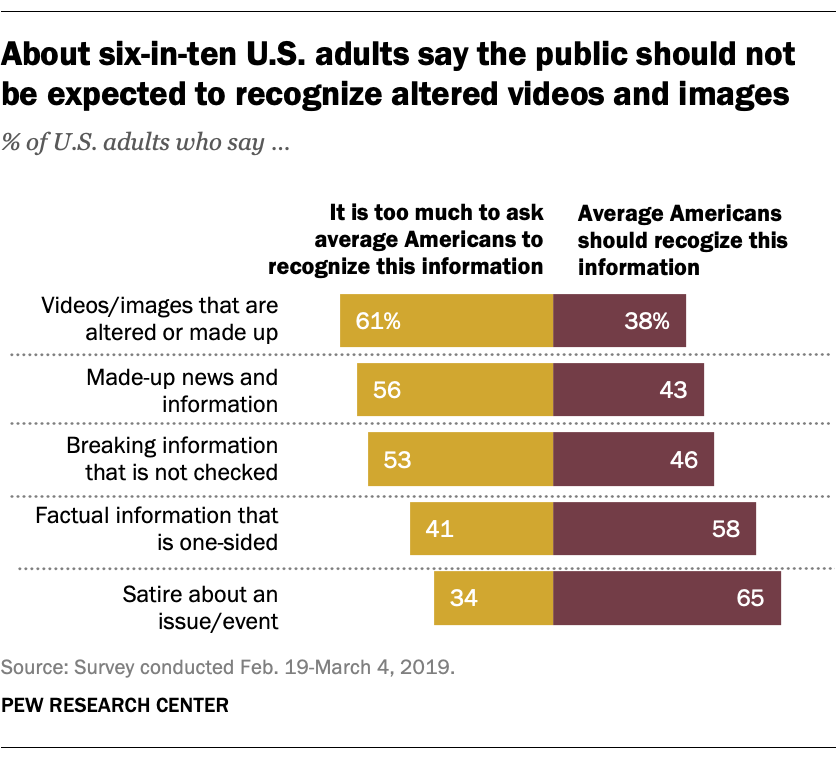 About six-in-ten U.S. adults say the public should not
be expected to recognize altered videos and images
% of U.S. adults who say ...
It is too much to ask
average Americans to
recognize this information
Average Americans
should recogize this
information
Videos/images that are
altered or made up
61%
38%
Made-up news and
information
56
43
Breaking information
that is not checked
53
46
Factual information that
is one-sided
41
58
Satire about an
issue/event
34
65
Source: Survey conducted Feb. 19-March 4, 2019.
PEW RESEARCH CENTER